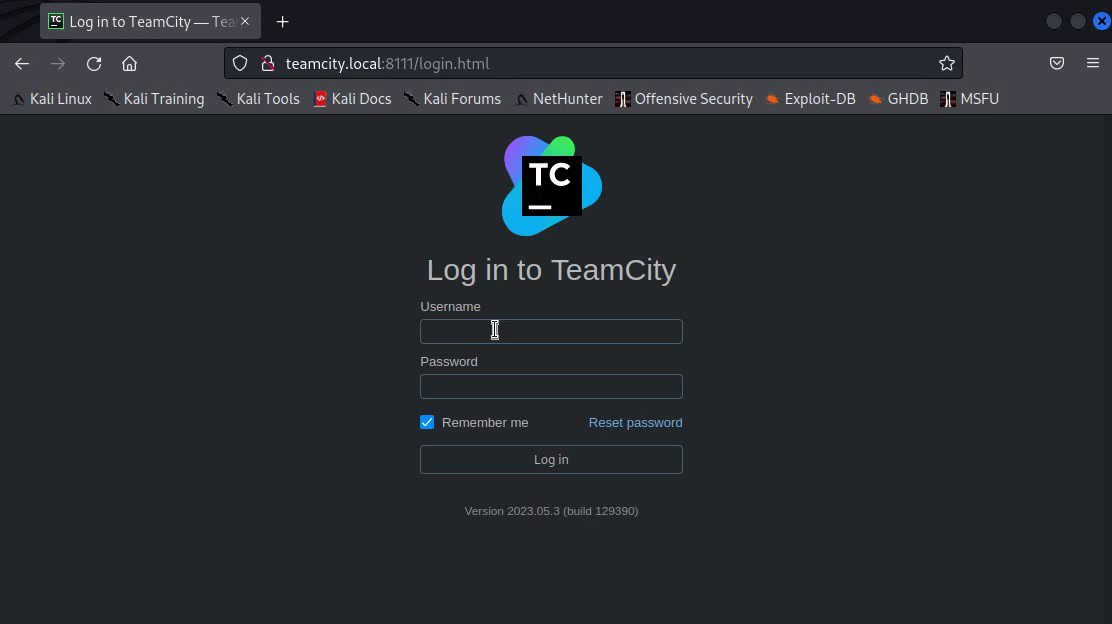 TC Log in to TeamCity — Tea
teamcity.local:8111/login.html
Kali Linux Kali Training Kali Tools Kali Docs Kali Forums NetHunter Offensive Security Exploit-DB GHDB MSFU
TC
Log in to TeamCity
Username
Password
Remember me Reset password
Log in
Version 2023.05.3 (build 129390)